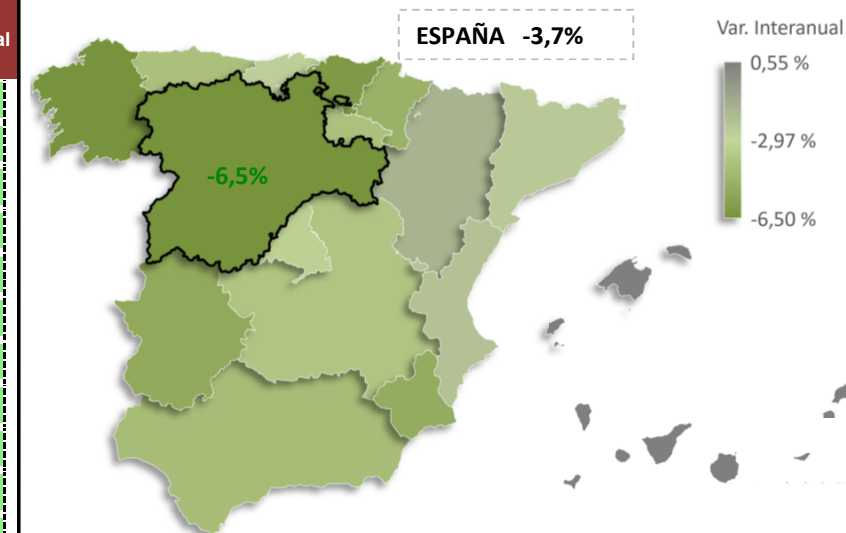 al
ESPAÑA -3,7%
Var. Interanual
0,55 %
-2,97 %
-6,50 %
-6,5%